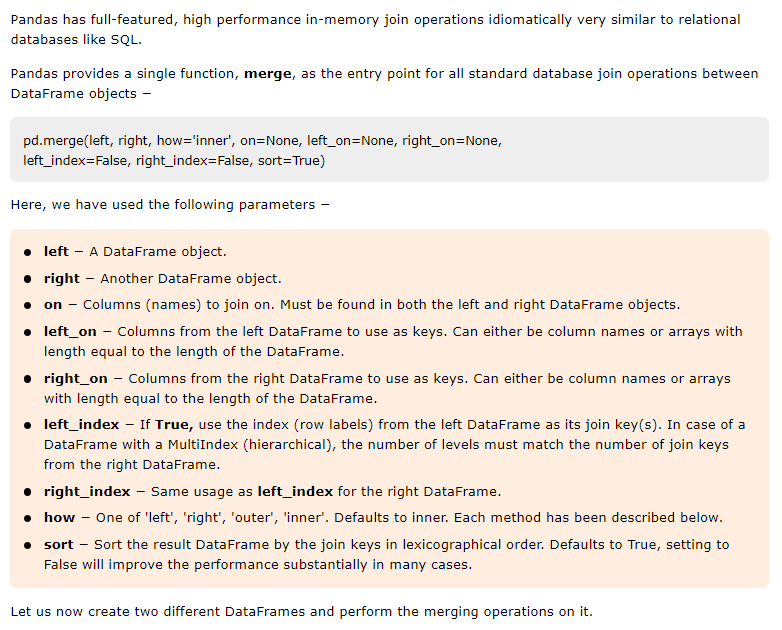 Pandas has full-featured, high performance in-memory join operations idiomatically very similar to relational
databases like SQL.
Pandas provides a single function, merge, as the entry point for all standard database join operations between
DataFrame objects −
pd.merge(left, right, how='inner', on=None, left_on=None, right_on=None,
left_index=False, right_index=False, sort=True)
Here, we have used the following parameters −
● left − A DataFrame object.
● right − Another DataFrame object.
● on − Columns (names) to join on. Must be found in both the left and right DataFrame objects.
● left_on − Columns from the left DataFrame to use as keys. Can either be column names or arrays with
length equal to the length of the DataFrame.
● right_on − Columns from the right DataFrame to use as keys. Can either be column names or arrays
with length equal to the length of the DataFrame.
● left_index − If True, use the index (row labels) from the left DataFrame as its join key(s). In case of a
DataFrame with a MultiIndex (hierarchical), the number of levels must match the number of join keys
from the right DataFrame.
● right_index − Same usage as left_index for the right DataFrame.
● how − One of 'left', 'right', 'outer', 'inner'. Defaults to inner. Each method has been described below.
● sort − Sort the result DataFrame by the join keys in lexicographical order. Defaults to True, setting to
False will improve the performance substantially in many cases.
Let us now create two different DataFrames and perform the merging operations on it.